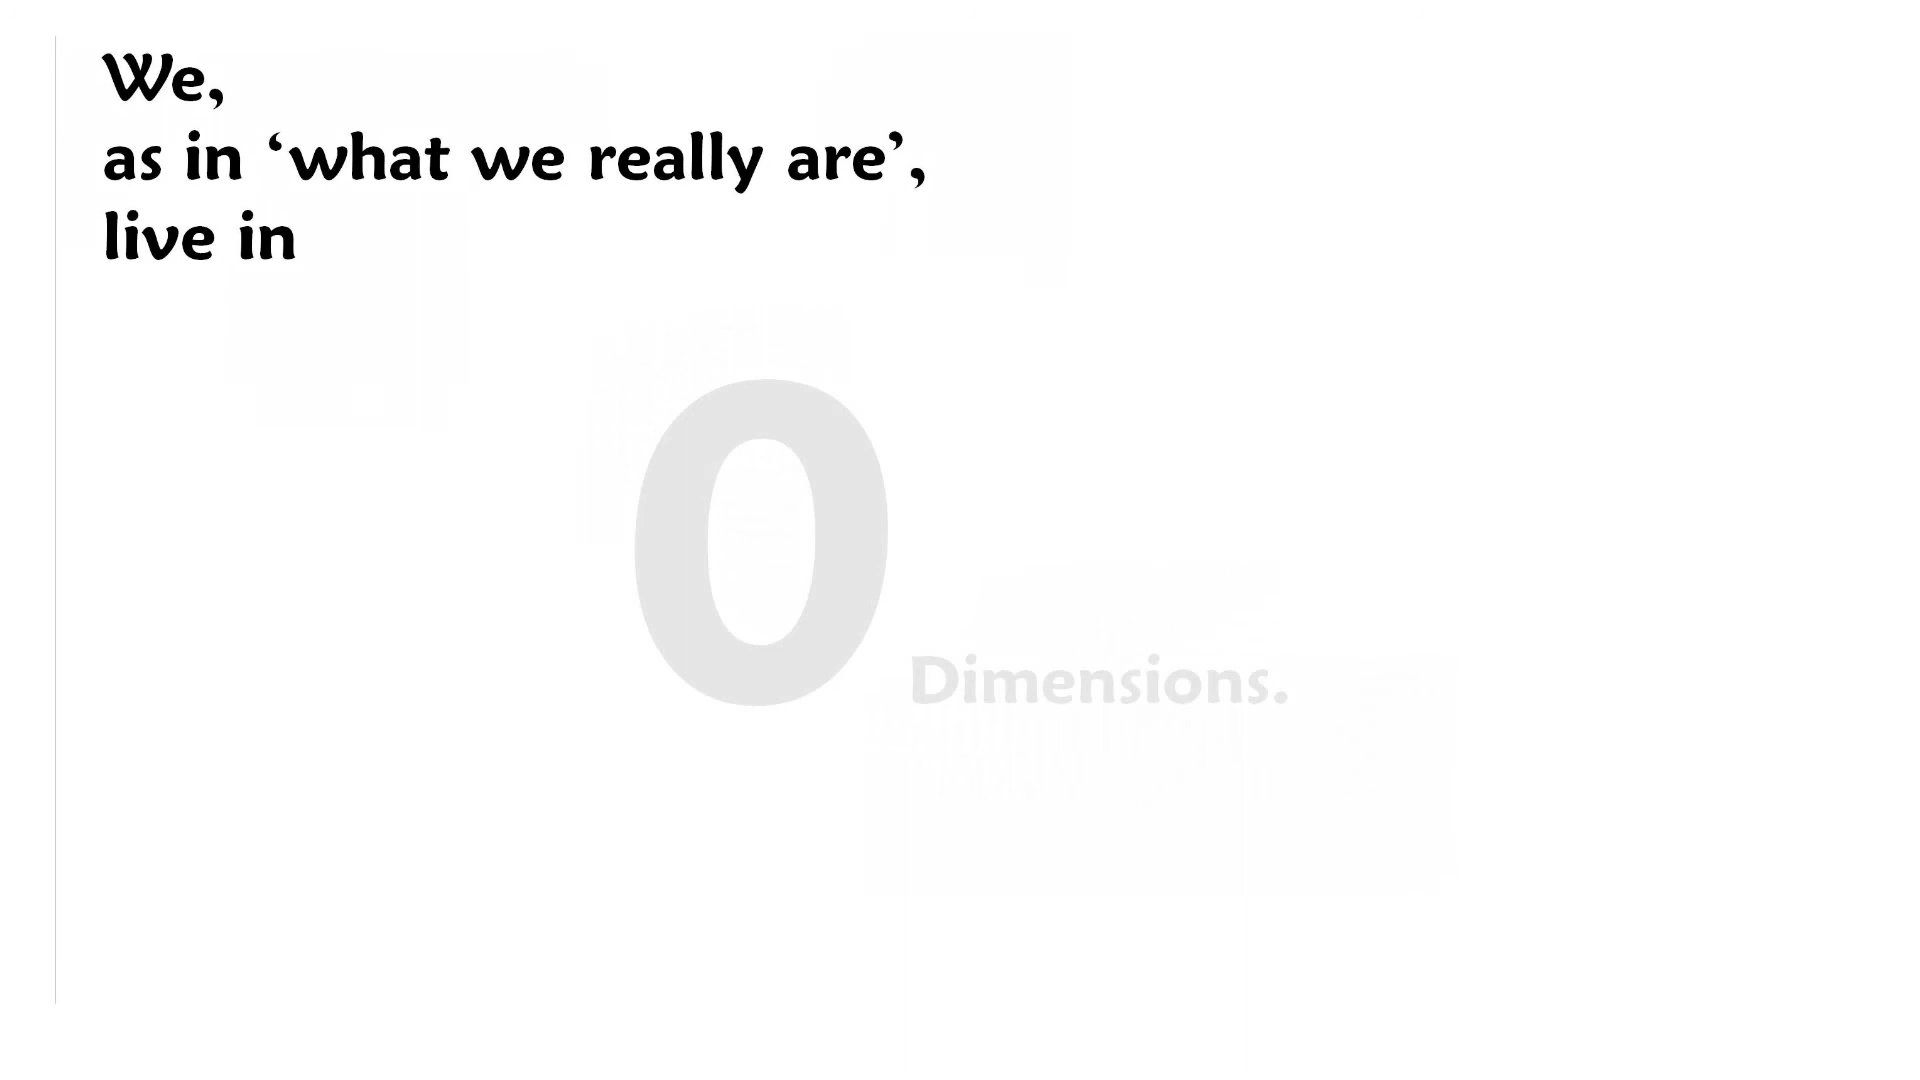 We,
as in ‘what we really are’,
live in
0 Dimensions.